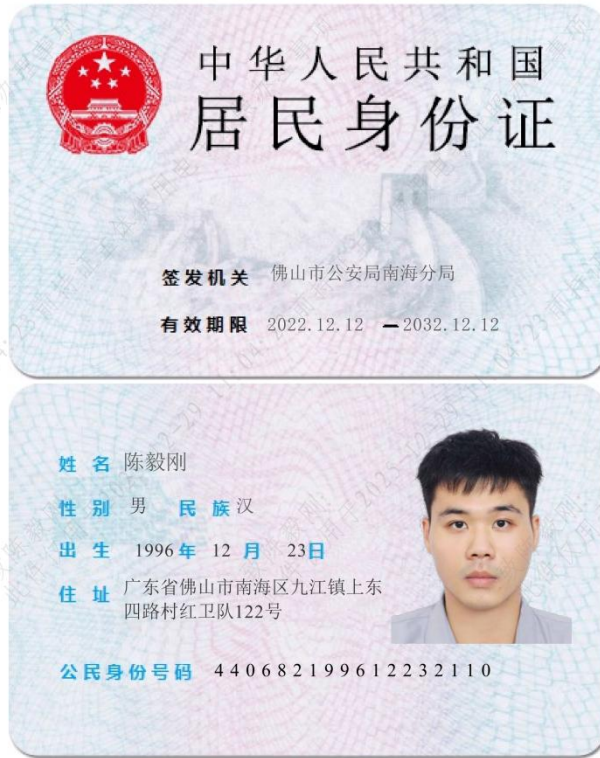 中华人民共和国
居民身份证
签发机关 佛山市公安局南海分局
有效期限 2022.12.12 —2032.12.12
姓名 陈毅刚
性别 男 民族 汉
出生 1996 年 12 月 23日
住址 广东省佛山市南海区九江镇上东
四路村红卫队122号
公民身份号码 440682199612232110